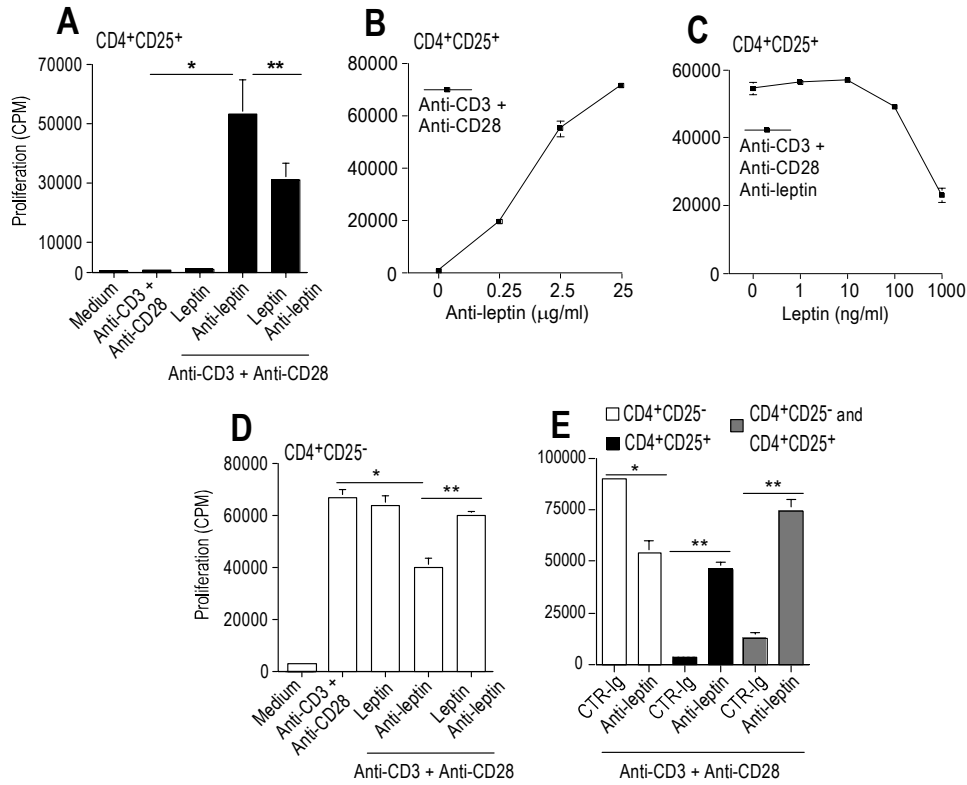 A
CD4+CD25+
Proliferation (CPM)
70000
50000
30000
10000
0
*
**
Medium
Anti-CD3 +
Anti-CD28
Leptin
Anti-leptin
Leptin
Anti-leptin
Anti-CD3 + Anti-CD28
B
CD4+CD25+
80000
60000
40000
20000
0
Anti-CD3 +
Anti-CD28
0
0.25
2.5
25
Anti-leptin (μg/ml)
C
CD4+CD25+
60000
40000
20000
0
Anti-CD3 +
Anti-CD28
Anti-leptin
0
1
10
100
1000
Leptin (ng/ml)
D
CD4+CD25-
Proliferation (CPM)
80000
60000
40000
20000
0
*
**
Medium
Anti-CD3 +
Anti-CD28
Leptin
Anti-leptin
Leptin
Anti-leptin
Anti-CD3 + Anti-CD28
E
CD4+CD25-
CD4+CD25+
CD4+CD25- and
CD4+CD25+
100000
75000
50000
25000
0
*
**
**
CTR-Ig
Anti-leptin
CTR-Ig
Anti-leptin
CTR-Ig
Anti-leptin
Anti-CD3 + Anti-CD28